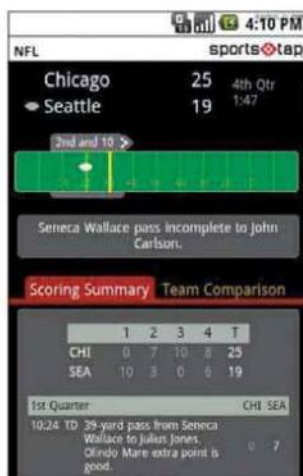 4:10 PM
NFL sports tap
Chicago 25 4th Qtr
Seattle 19 1:47
2nd and 10
Seneca Wallace pass incomplete to John
Carlson.
Scoring Summary Team Comparison
1 2 3 4 T
CHI 0 7 10 8 25
SEA 10 3 0 6 19
1st Quarter CHI SEA
10:24 TD 39-yard pass from Seneca
Wallace to Julius Jones.
Olindo Mare extra point is
good. 0 7